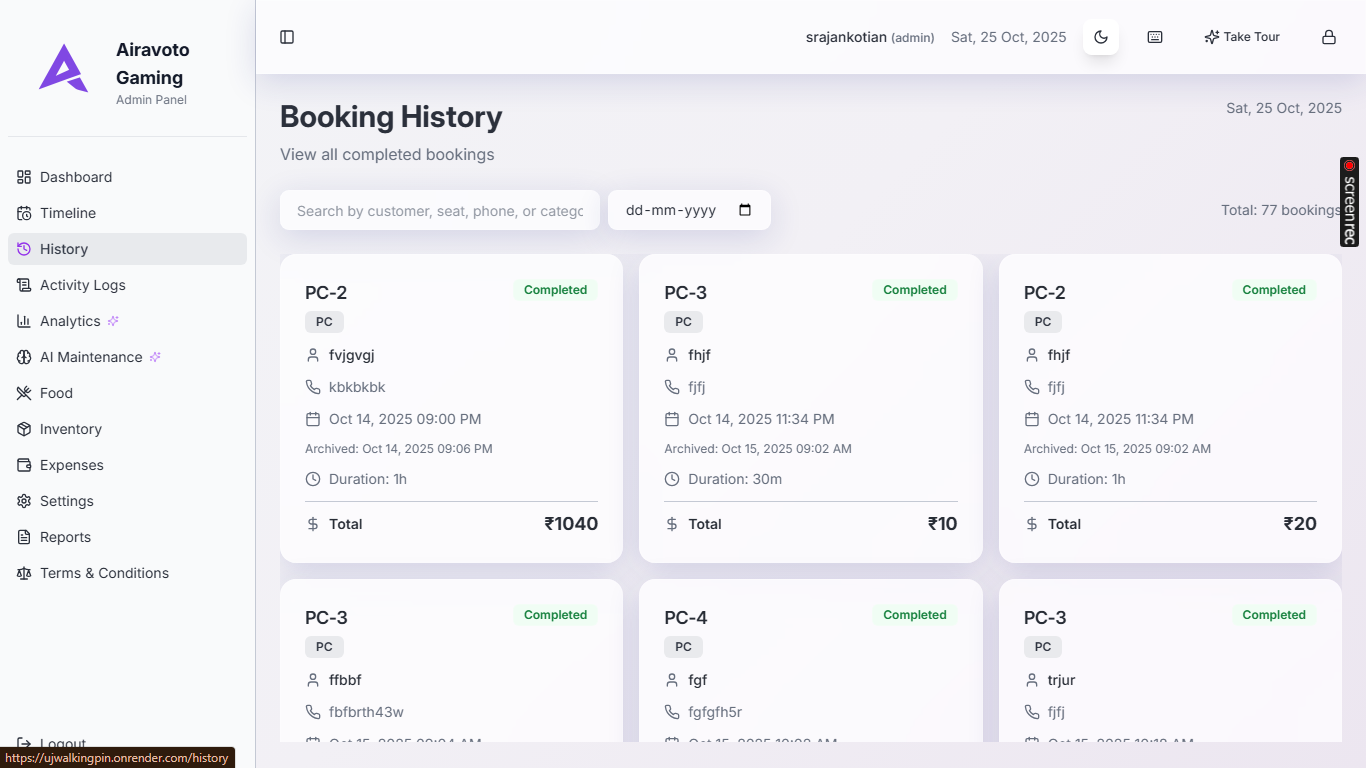 Airavoto
Gaming
Admin Panel
Dashboard
Timeline
History
Activity Logs
Analytics
AI Maintenance
Food
Inventory
Expenses
Settings
Reports
Terms & Conditions
Logout
https://ujwalkingpin.onrender.com/history
srajankotian (admin) Sat, 25 Oct, 2025 Take Tour
Booking History
Sat, 25 Oct, 2025
View all completed bookings
Search by customer, seat, phone, or catego
dd-mm-yyyy
Total: 77 bookings
screenrec
PC-2 Completed
PC
fvjgvgj
kbkbkbk
Oct 14, 2025 09:00 PM
Archived: Oct 14, 2025 09:06 PM
Duration: 1h
Total ₹1040
PC-3 Completed
PC
fhjf
fjfj
Oct 14, 2025 11:34 PM
Archived: Oct 15, 2025 09:02 AM
Duration: 30m
Total ₹10
PC-2 Completed
PC
fhjf
fjfj
Oct 14, 2025 11:34 PM
Archived: Oct 15, 2025 09:02 AM
Duration: 1h
Total ₹20
PC-3 Completed
PC
ffbbf
fbfbrth43w
PC-4 Completed
PC
fgf
fgfgfh5r
PC-3 Completed
PC
trjur
fjfj